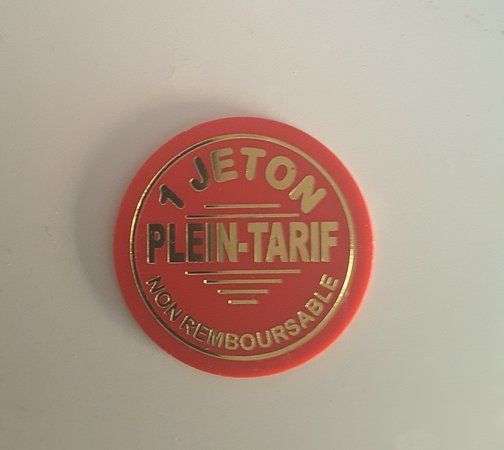 1 JETON
PLEIN-TARIF
NON REMBOURSABLE